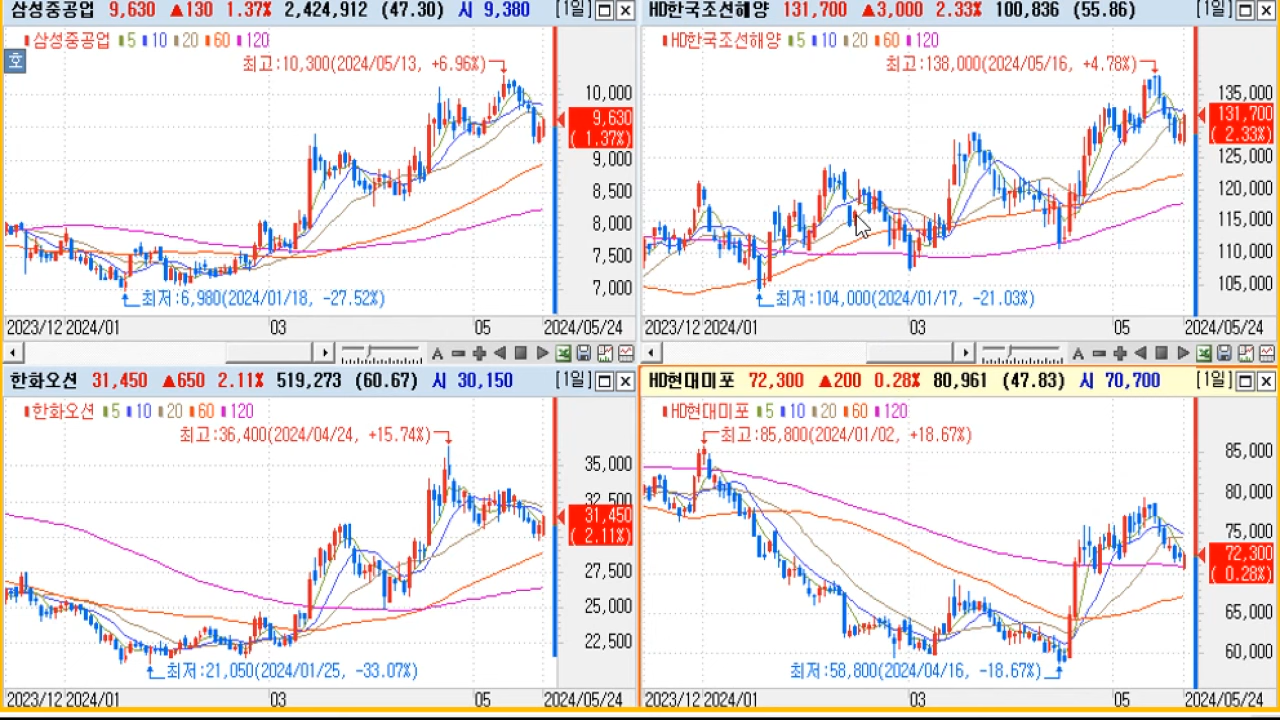 삼성중공업 9,630 ▲130 1.37% 2,424,912 (47.30) 시 9,380 [1일]
삼성중공업 5 10 20 60 120
호
최고:10,300(2024/05/13, +6.96%)
10,000
9,630
( 1.37%)
9,000
8,500
8,000
7,500
7,000
최저:6,980(2024/01/18, -27.52%)
2023/12 2024/01 03 05 2024/05/24
A
HD한국조선해양 131,700 ▲3,000 2.33% 100,836 (55.86) [1일]
HD한국조선해양 5 10 20 60 120
최고:138,000(2024/05/16, +4.78%)
135,000
131,700
( 2.33%)
125,000
120,000
115,000
110,000
105,000
최저:104,000(2024/01/17, -21.03%)
2023/12 2024/01 03 05 2024/05/24
A
한화오션 31,450 ▲650 2.11% 519,273 (60.67) 시 30,150 [1일]
한화오션 5 10 20 60 120
최고:36,400(2024/04/24, +15.74%)
35,000
32,500
31,450
( 2.11%)
27,500
25,000
22,500
최저:21,050(2024/01/25, -33.07%)
2023/12 2024/01 03 05 2024/05/24
HD현대미포 72,300 ▲200 0.28% 80,961 (47.83) 시 70,700 [1일]
HD현대미포 5 10 20 60 120
최고:85,800(2024/01/02, +18.67%)
85,000
80,000
75,000
72,300
( 0.28%)
65,000
60,000
최저:58,800(2024/04/16, -18.67%)
2023/12 2024/01 03 05 2024/05/24